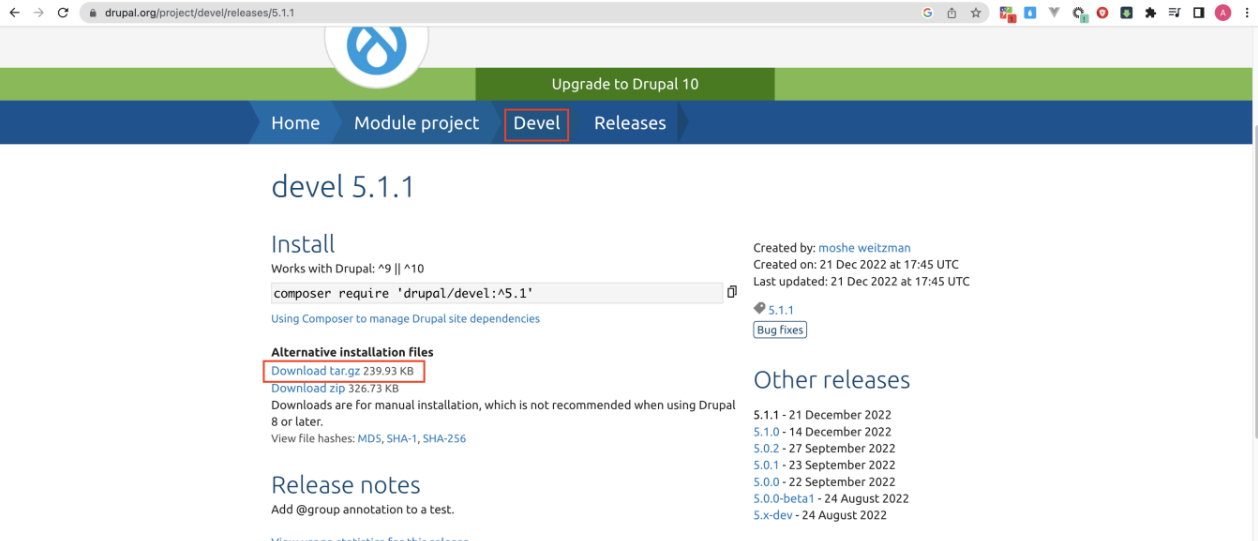 drupal.org/project/devel/releases/5.1.1
Upgrade to Drupal 10
Home Module project Devel Releases
devel 5.1.1
Install
Works with Drupal: ^9 || ^10
composer require 'drupal/devel:^5.1'
Using Composer to manage Drupal site dependencies
Alternative installation files
Download tar.gz 239.93 KB
Download zip 326.73 KB
Downloads are for manual installation, which is not recommended when using Drupal
8 or later.
View file hashes: MD5, SHA-1, SHA-256
Release notes
Add @group annotation to a test.
View usage statistics for this release
Created by: moshe weitzman
Created on: 21 Dec 2022 at 17:45 UTC
Last updated: 21 Dec 2022 at 17:45 UTC
5.1.1
Bug fixes
Other releases
5.1.1 - 21 December 2022
5.1.0 - 14 December 2022
5.0.2 - 27 September 2022
5.0.1 - 23 September 2022
5.0.0 - 22 September 2022
5.0.0-beta1 - 24 August 2022
5.x-dev - 24 August 2022